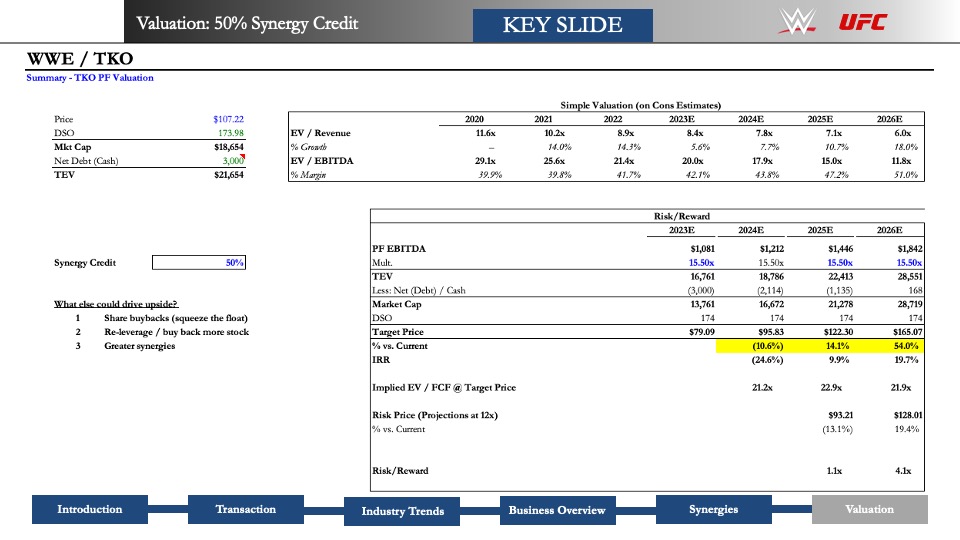 Valuation: 50% Synergy Credit
KEY SLIDE
WW
UFC
WWE / TKO
Summary - TKO PF Valuation
Simple Valuation (on Cons Estimates)
Price $107.22 2020 2021 2022 2023E 2024E 2025E 2026E
DSO 173.98 EV / Revenue 11.6x 10.2x 8.9x 8.4x 7.8x 7.1x 6.0x
Mkt Cap $18,654 % Growth – 14.0% 14.3% 5.6% 7.7% 10.7% 18.0%
Net Debt (Cash) 3,000 EV / EBITDA 29.1x 25.6x 21.4x 20.0x 17.9x 15.0x 11.8x
TEV $21,654 % Margin 39.9% 39.8% 41.7% 42.1% 43.8% 47.2% 51.0%
Risk/Reward
2023E 2024E 2025E 2026E
PF EBITDA $1,081 $1,212 $1,446 $1,842
Synergy Credit 50% Mult. 15.50x 15.50x 15.50x 15.50x
TEV 16,761 18,786 22,413 28,551
Less: Net (Debt) / Cash (3,000) (2,114) (1,135) 168
What else could drive upside? Market Cap 13,761 16,672 21,278 28,719
1 Share buybacks (squeeze the float) DSO 174 174 174 174
2 Re-leverage / buy back more stock Target Price $79.09 $95.83 $122.30 $165.07
3 Greater synergies % vs. Current (10.6%) 14.1% 54.0%
IRR (24.6%) 9.9% 19.7%
Implied EV / FCF @ Target Price 21.2x 22.9x 21.9x
Risk Price (Projections at 12x) $93.21 $128.01
% vs. Current (13.1%) 19.4%
Risk/Reward 1.1x 4.1x
Introduction Transaction Industry Trends Business Overview Synergies Valuation